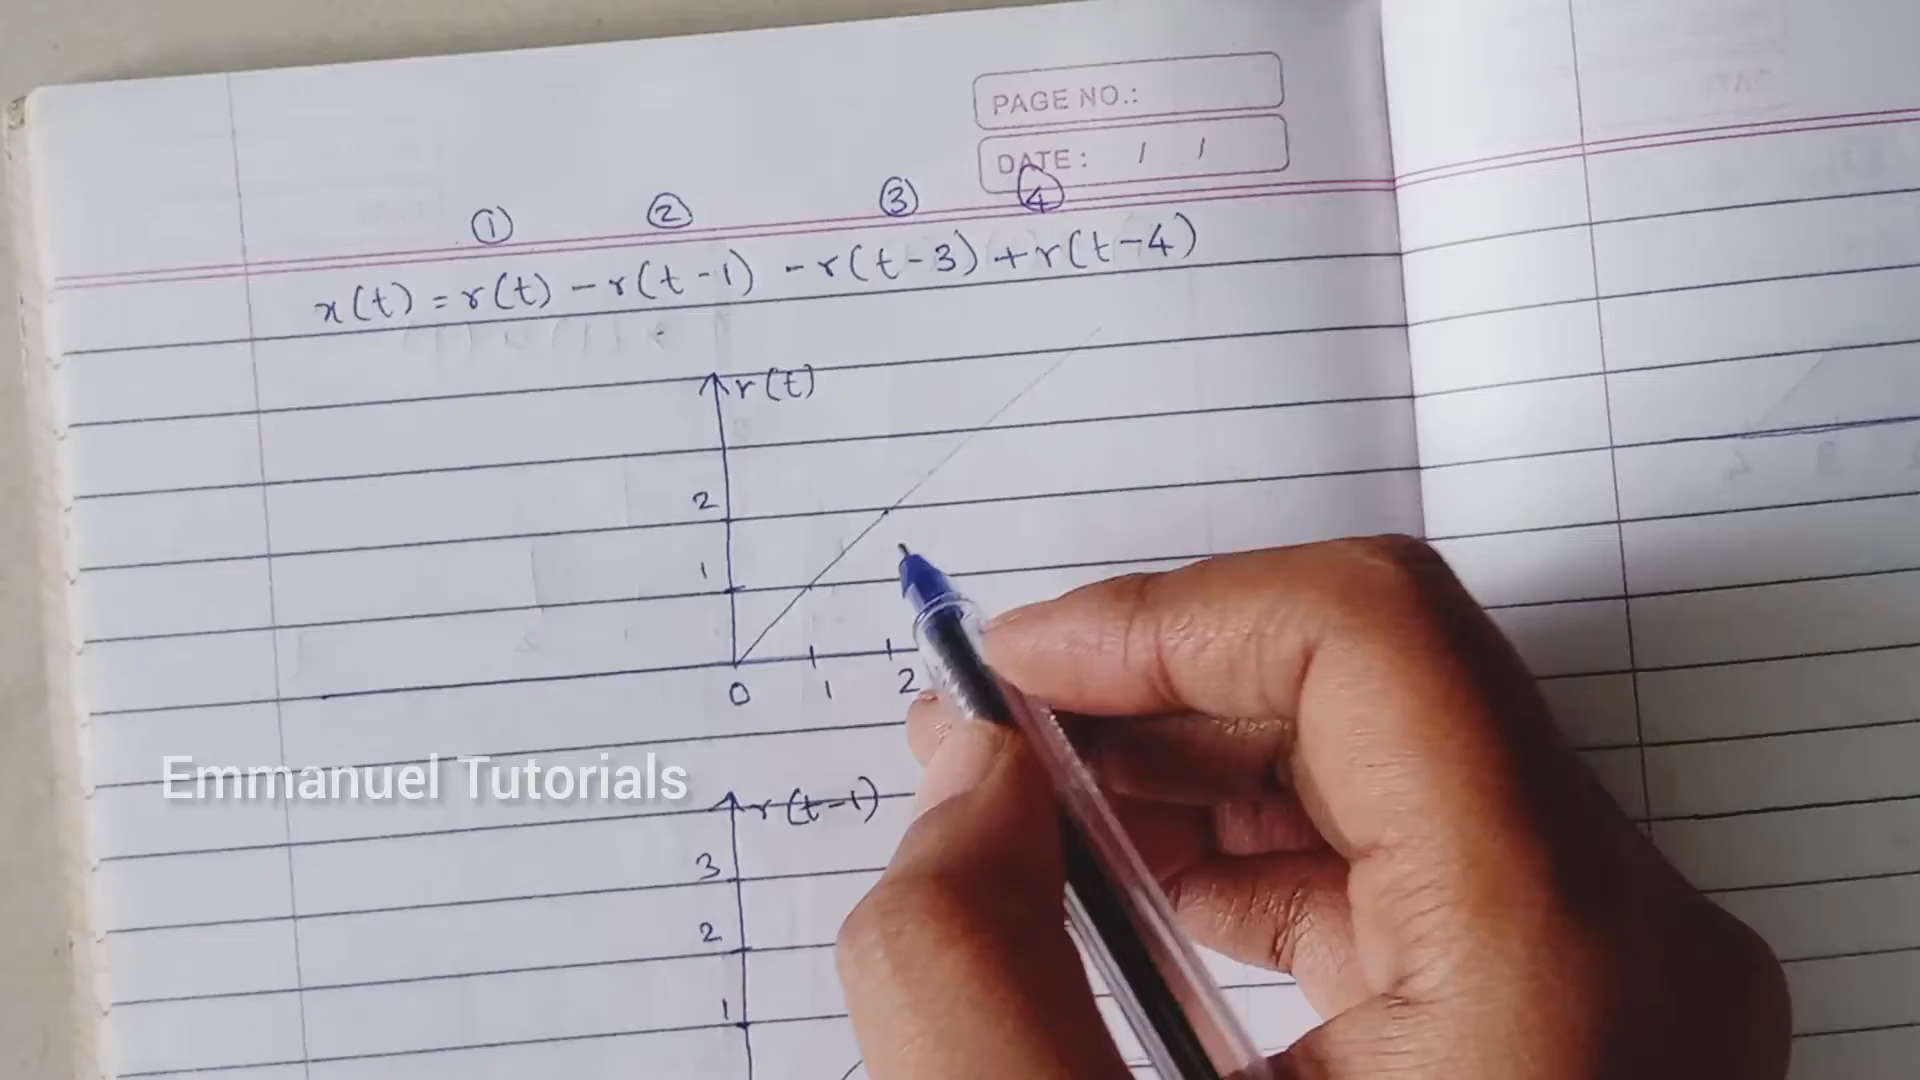 PAGE NO.:
DATE: / /
① ② ③ ④
x(t) = r(t) - r(t-1) - r(t-3) + r(t-4)
r(t)
2
1
0 1 2
Emmanuel Tutorials
r(t-1)
3
2
1